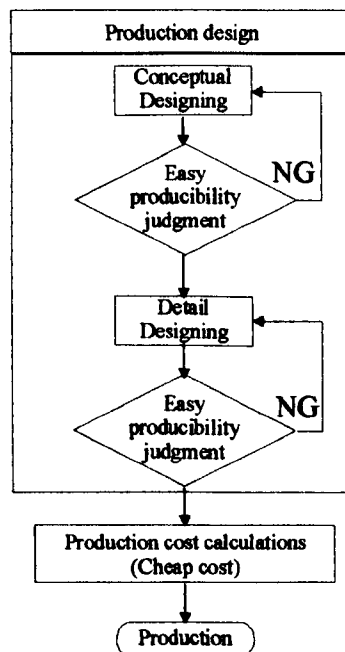 Production design
Conceptual
Designing
Easy
producibility
judgment
NG
Detail
Designing
Easy
producibility
judgment
NG
Production cost calculations
(Cheap cost)
Production